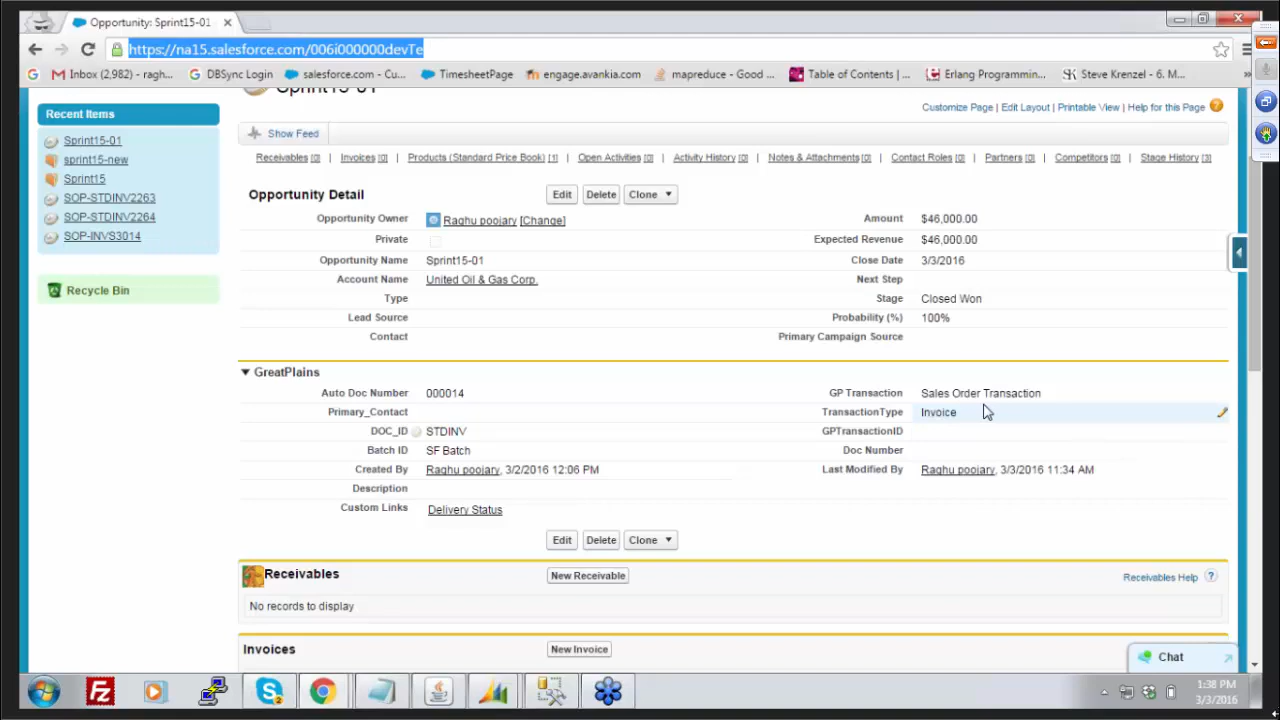 Opportunity: Sprint15-01
https://na15.salesforce.com/006i000000devTe
Inbox (2,982) - ragh...
DBSync Login
salesforce.com - Cu...
TimesheetPage
engage.avankia.com
mapreduce - Good ...
Table of Contents | ...
Erlang Programmin...
Steve Krenzel - 6. M...
Sprint15-01
Customize Page | Edit Layout | Printable View | Help for this Page
Recent Items
Sprint15-01
sprint15-new
Sprint15
SOP-STDINV2263
SOP-STDINV2264
SOP-INVS3014
Recycle Bin
Show Feed
Receivables [0] | Invoices [0] | Products (Standard Price Book) [1] | Open Activities [0] | Activity History [0] | Notes & Attachments [0] | Contact Roles [0] | Partners [0] | Competitors [0] | Stage History [3]
Opportunity Detail Edit Delete Clone
Opportunity Owner Raghu poojary [Change] Amount $46,000.00
Private Expected Revenue $46,000.00
Opportunity Name Sprint15-01 Close Date 3/3/2016
Account Name United Oil & Gas Corp. Next Step
Type Stage Closed Won
Lead Source Probability (%) 100%
Contact Primary Campaign Source
GreatPlains
Auto Doc Number 000014 GP Transaction Sales Order Transaction
Primary_Contact TransactionType Invoice
DOC_ID STDINV GPTransactionID
Batch ID SF Batch Doc Number
Created By Raghu poojary, 3/2/2016 12:06 PM Last Modified By Raghu poojary, 3/3/2016 11:34 AM
Description
Custom Links Delivery Status
Edit Delete Clone
Receivables New Receivable Receivables Help ?
No records to display
Invoices New Invoice
Chat
1:38 PM
3/3/2016